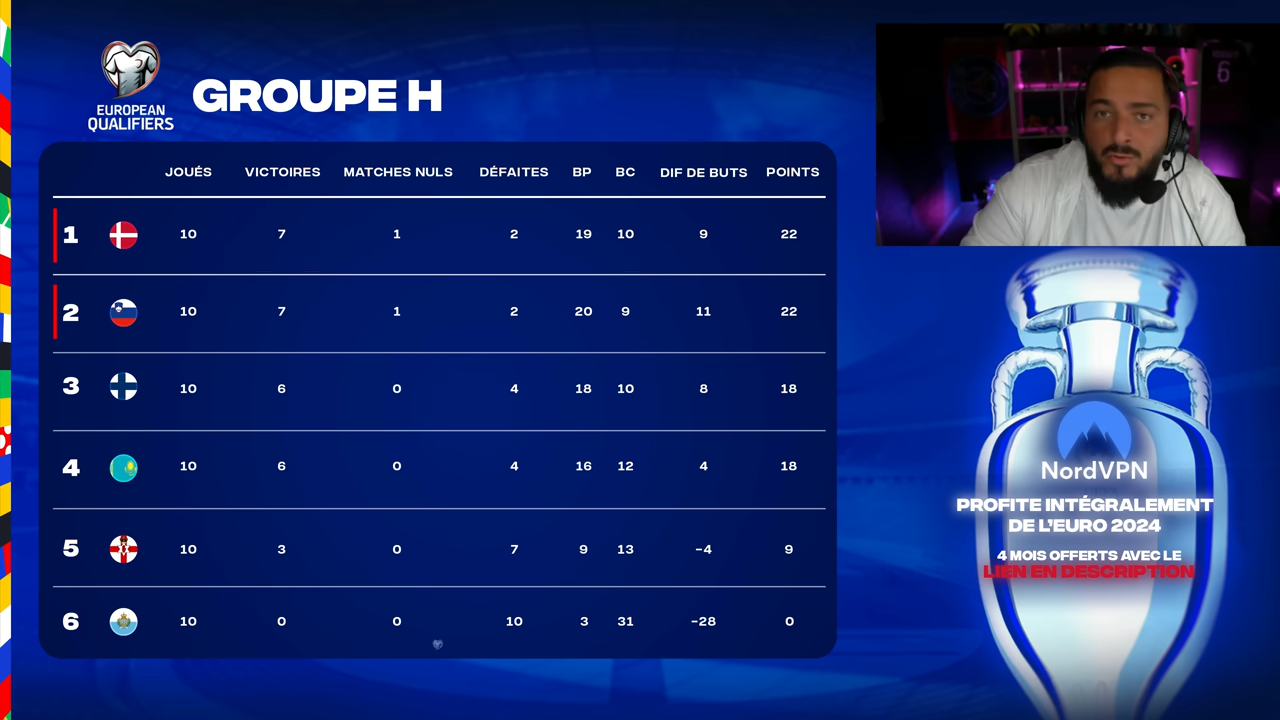 EUROPEAN
QUALIFIERS
GROUPE H
JOUÉS VICTOIRES MATCHES NULS DÉFAITES BP BC DIF DE BUTS POINTS
1 10 7 1 2 19 10 9 22
2 10 7 1 2 20 9 11 22
3 10 6 0 4 18 10 8 18
4 10 6 0 4 16 12 4 18
5 10 3 0 7 9 13 -4 9
6 10 0 0 10 3 31 -28 0
6
NordVPN
PROFITE INTÉGRALEMENT
DE L'EURO 2024
4 MOIS OFFERTS AVEC LE
LIEN EN DESCRIPTION